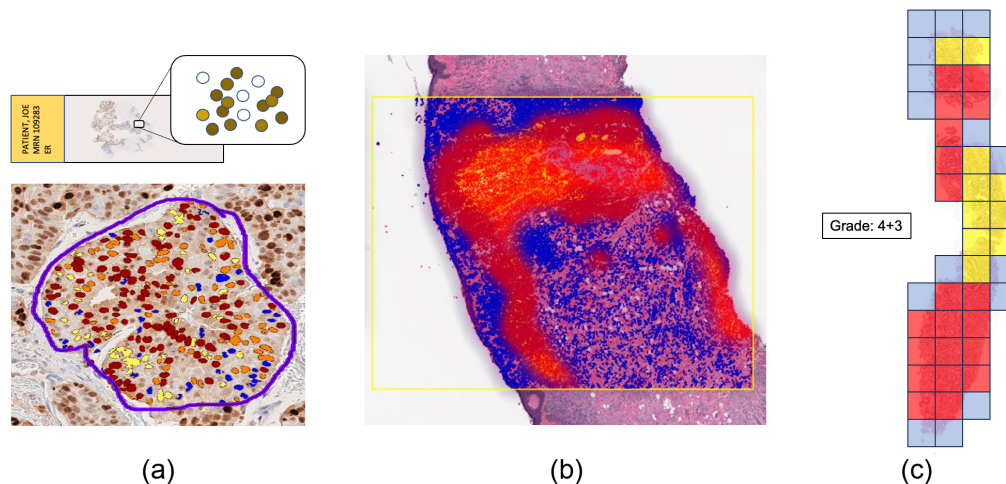 PATIENT, JOE
MRN 109283
ER
Grade: 4+3
(a)
(b)
(c)